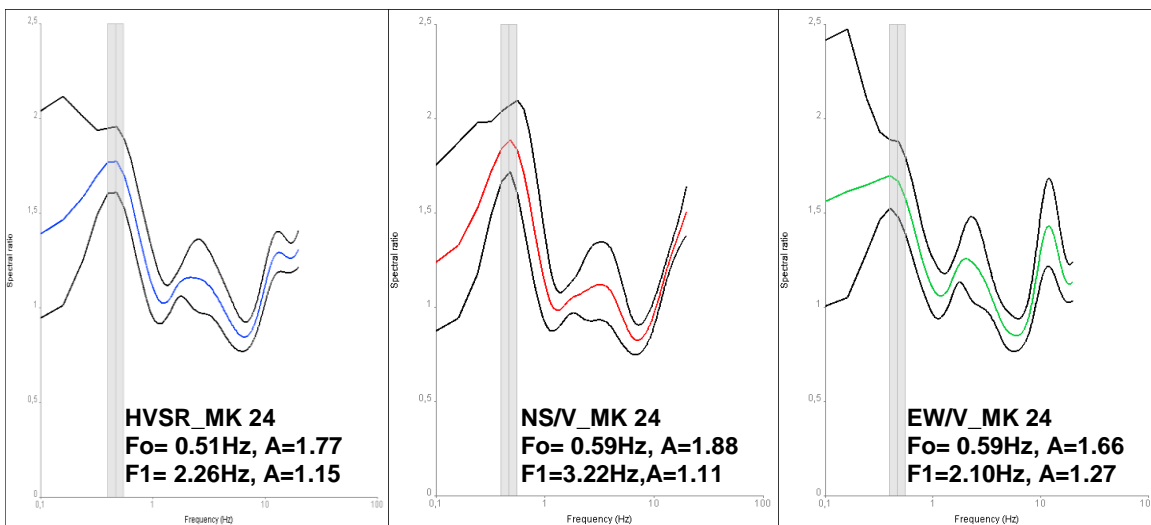 2,5
2
1,5
1
0,5
0
Spectral ratio
0,1
1
10
100
Frequency (Hz)
HVSR_MK 24
Fo= 0.51Hz, A=1.77
F1= 2.26Hz, A=1.15
2,5
2
1,5
1
0,5
0
Spectral ratio
0,1
1
10
100
Frequency (Hz)
NS/V_MK 24
Fo= 0.59Hz, A=1.88
F1=3.22Hz,A=1.11
2,5
2
1,5
1
0,5
0
Spectral ratio
0,1
1
10
Frequency (Hz)
EW/V_MK 24
Fo= 0.59Hz, A=1.66
F1=2.10Hz, A=1.27